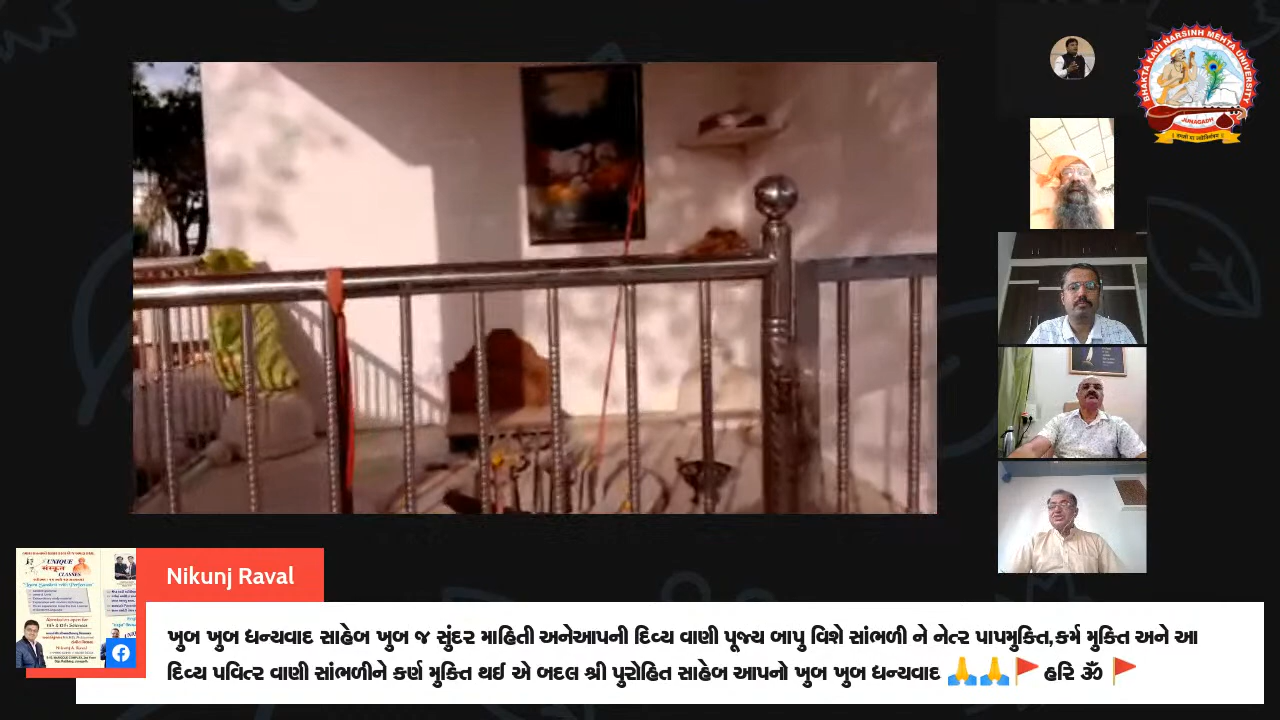 BHAKTA KAVI NARSINH MEHTA UNIVERSITY
JUNAGADH
UNIQUE
संस्कृत
CLASSES
Nikunj Raval
ખુબ ખુબ ધન્યવાદ સાહેબ ખુબ જ સુંદર માહિતી અનેઆપની દિવ્ય વાણી પૂજ્ય બાપુ વિશે સાંભળી ને ખત્ર પાપમુક્તિ,કર્મ મુક્તિ અને આ
દિવ્ય પવિત્ર વાણી સાંભળીને કર્ણ મુક્તિ થઈ એ બદલ શ્રી પુરોહિત સાહેબ આપનો ખુબ ખુબ ધન્યવાદ 🙏🙏🚩 હરિ ૐ 🚩